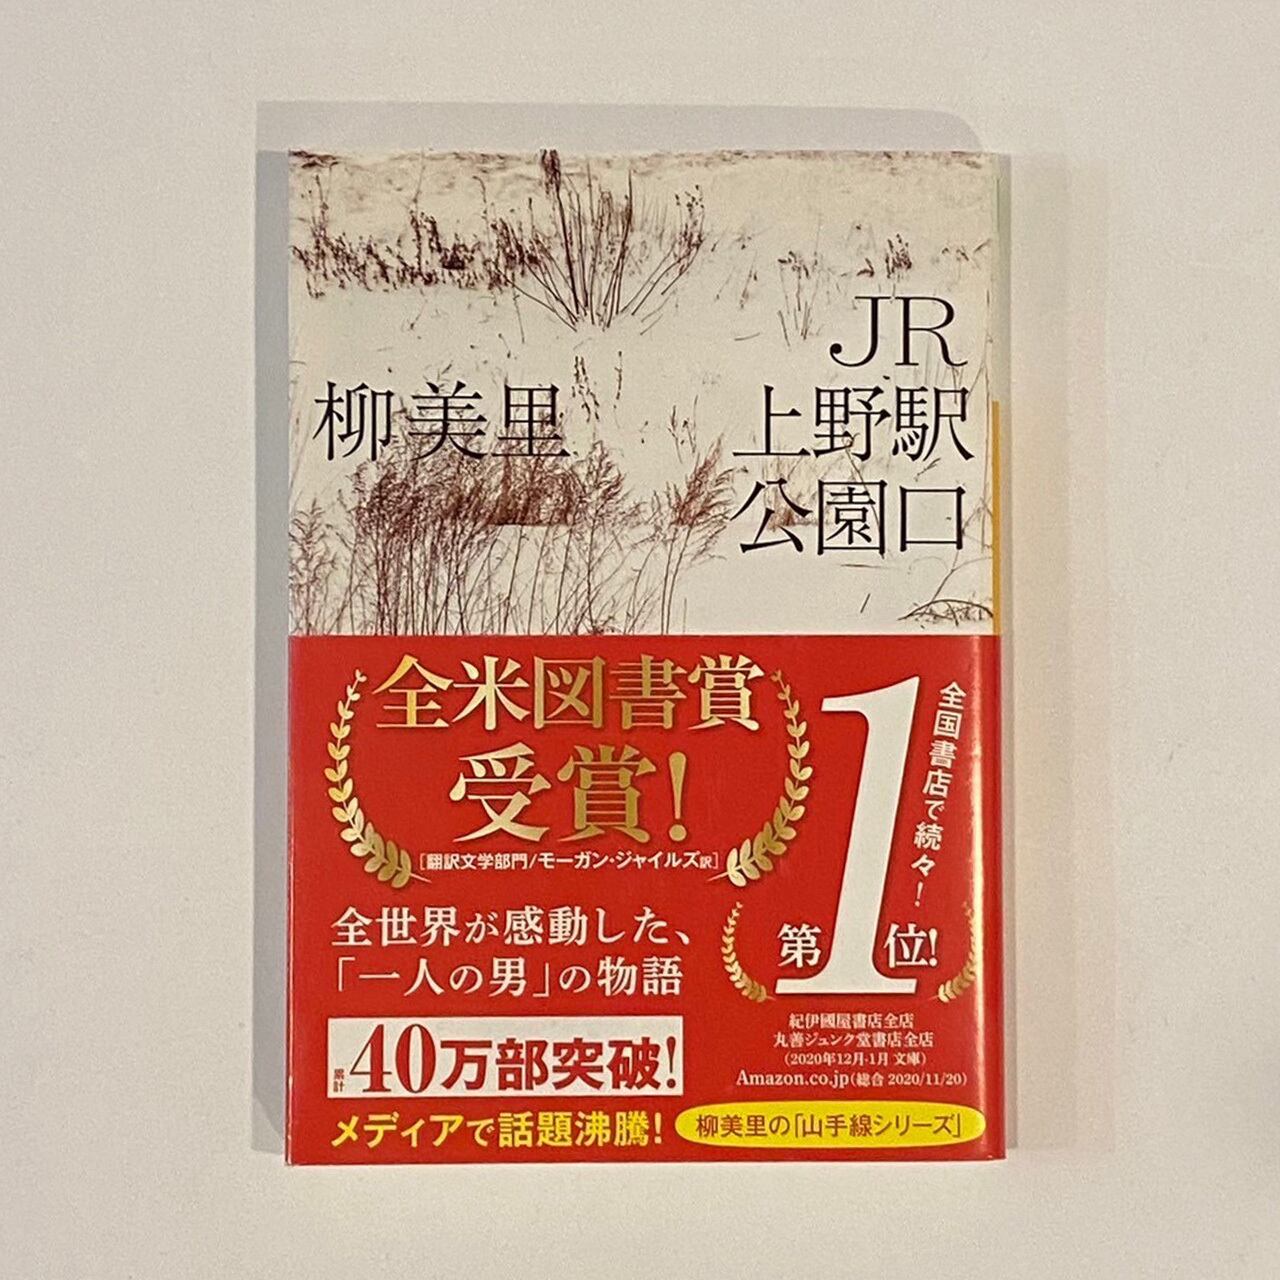 JR
上野駅
公園口
柳美里
全米図書賞
受賞!
[翻訳文学部門/モーガン・ジャイルズ訳]
全世界が感動した、
「一人の男」の物語
累計40万部突破!
メディアで話題沸騰!
全国書店で続々!
第1位!
紀伊國屋書店全店
丸善ジュンク堂書店全店
(2020年12月-1月 文庫)
Amazon.co.jp(総合 2020/11/20)
柳美里の「山手線シリーズ」